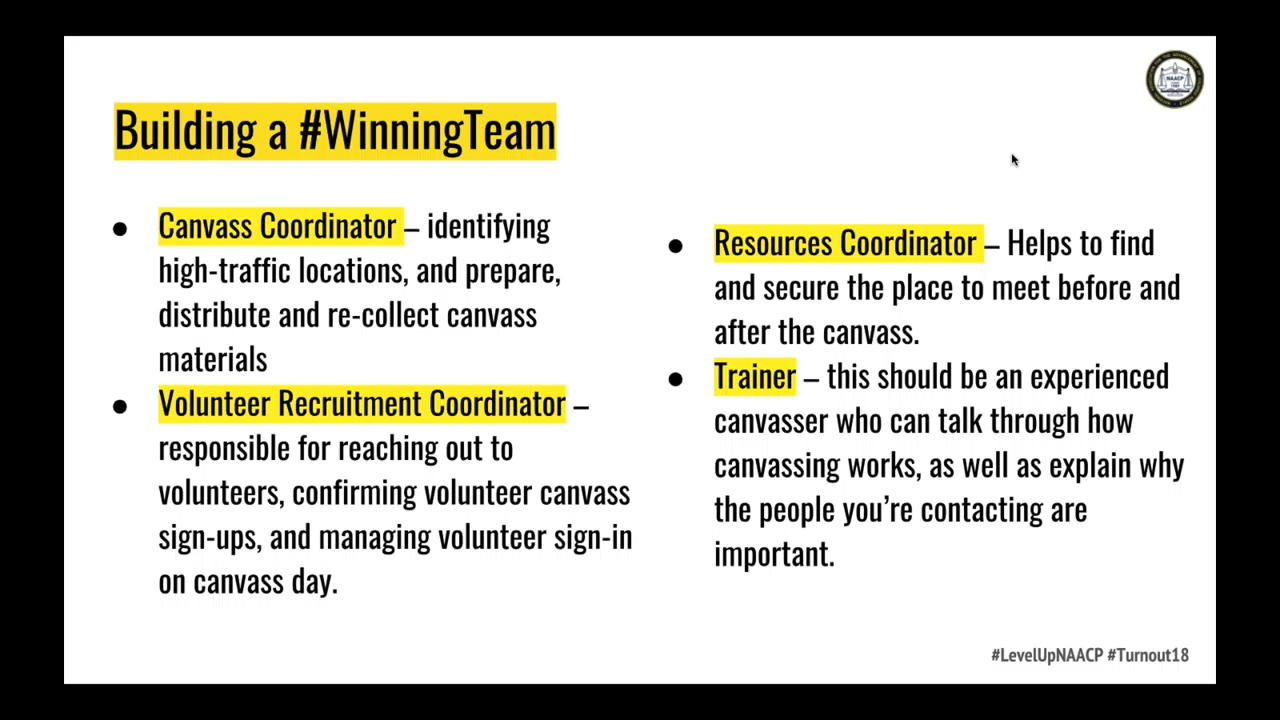 NAACP
Building a #WinningTeam
● Canvass Coordinator – identifying
high-traffic locations, and prepare,
distribute and re-collect canvass
materials
● Volunteer Recruitment Coordinator –
responsible for reaching out to
volunteers, confirming volunteer canvass
sign-ups, and managing volunteer sign-in
on canvass day.
● Resources Coordinator – Helps to find
and secure the place to meet before and
after the canvass.
● Trainer – this should be an experienced
canvasser who can talk through how
canvassing works, as well as explain why
the people you’re contacting are
important.
#LevelUpNAACP #Turnout18